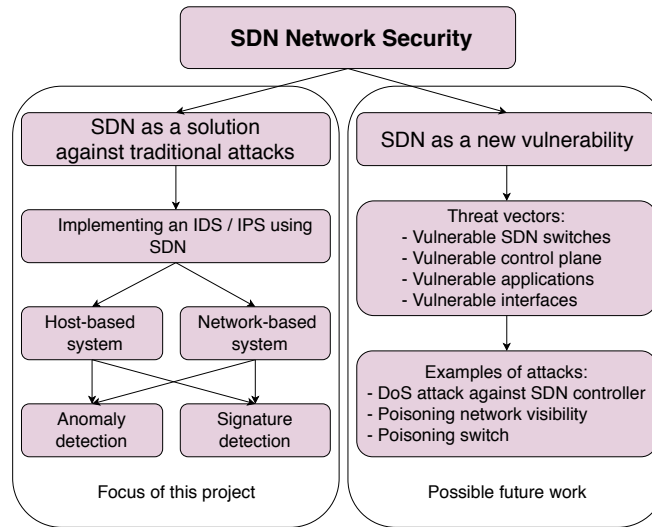 SDN Network Security
SDN as a solution
against traditional attacks
Implementing an IDS / IPS using
SDN
Host-based
system
Network-based
system
Anomaly
detection
Signature
detection
Focus of this project
SDN as a new vulnerability
Threat vectors:
- Vulnerable SDN switches
- Vulnerable control plane
- Vulnerable applications
- Vulnerable interfaces
Examples of attacks:
- DoS attack against SDN controller
- Poisoning network visibility
- Poisoning switch
Possible future work